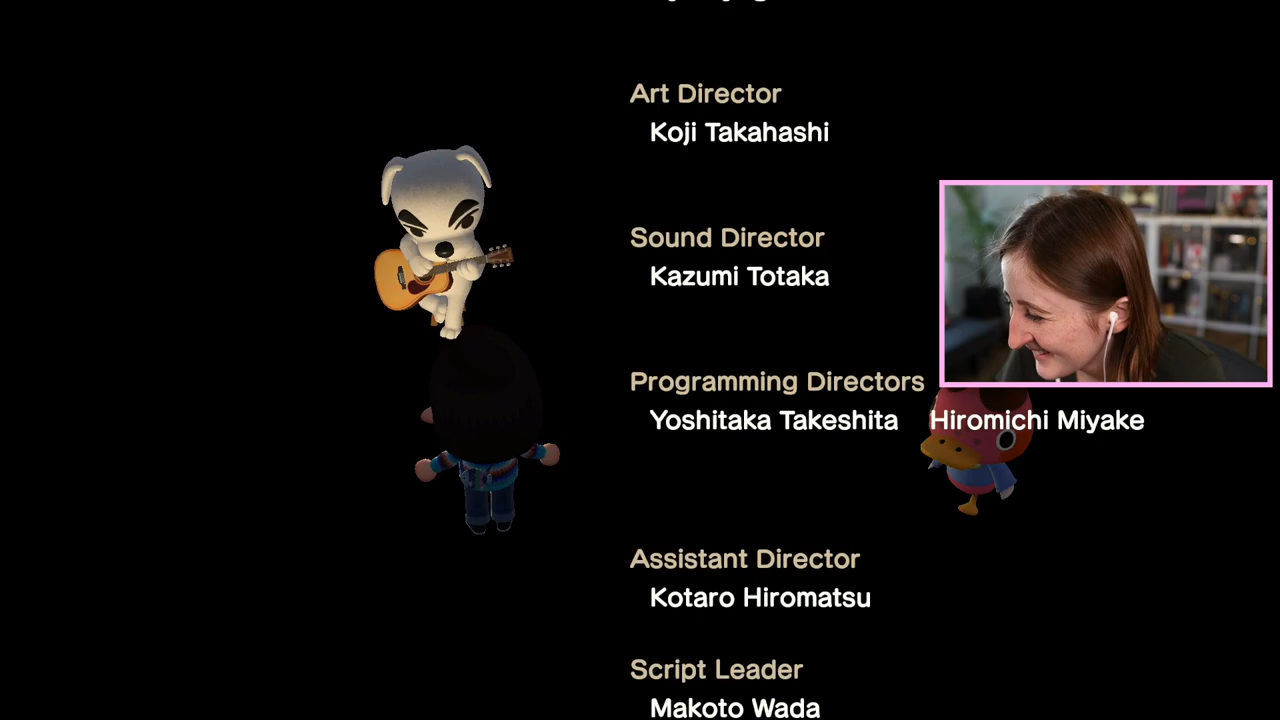 Art Director
Koji Takahashi
Sound Director
Kazumi Totaka
Programming Directors
Yoshitaka Takeshita Hiromichi Miyake
Assistant Director
Kotaro Hiromatsu
Script Leader
Makoto Wada